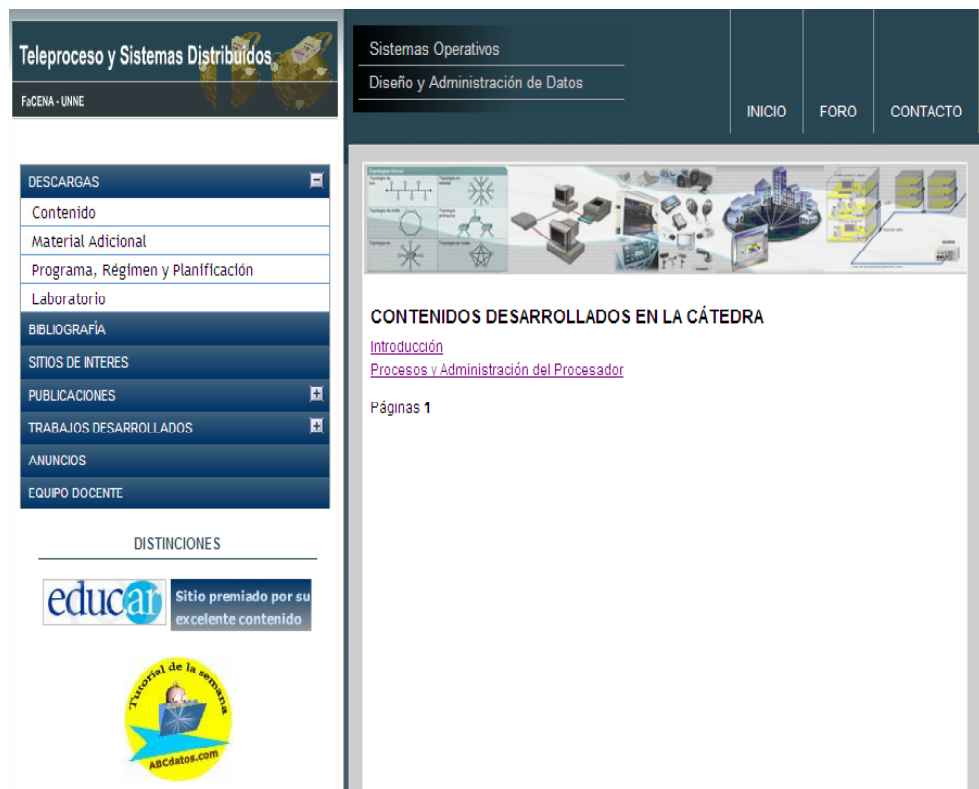 Teleproceso y Sistemas Distribuidos
FaCENA - UNNE
Sistemas Operativos
Diseño y Administración de Datos
INICIO
FORO
CONTACTO
DESCARGAS
Contenido
Material Adicional
Programa, Régimen y Planificación
Laboratorio
BIBLIOGRAFÍA
SITIOS DE INTERES
PUBLICACIONES
TRABAJOS DESARROLLADOS
ANUNCIOS
EQUIPO DOCENTE
DISTINCIONES
educar
Sitio premiado por su
excelente contenido
Tutorial de la semana
ABCdatos.com
CONTENIDOS DESARROLLADOS EN LA CÁTEDRA
Introducción
Procesos y Administración del Procesador
Páginas 1